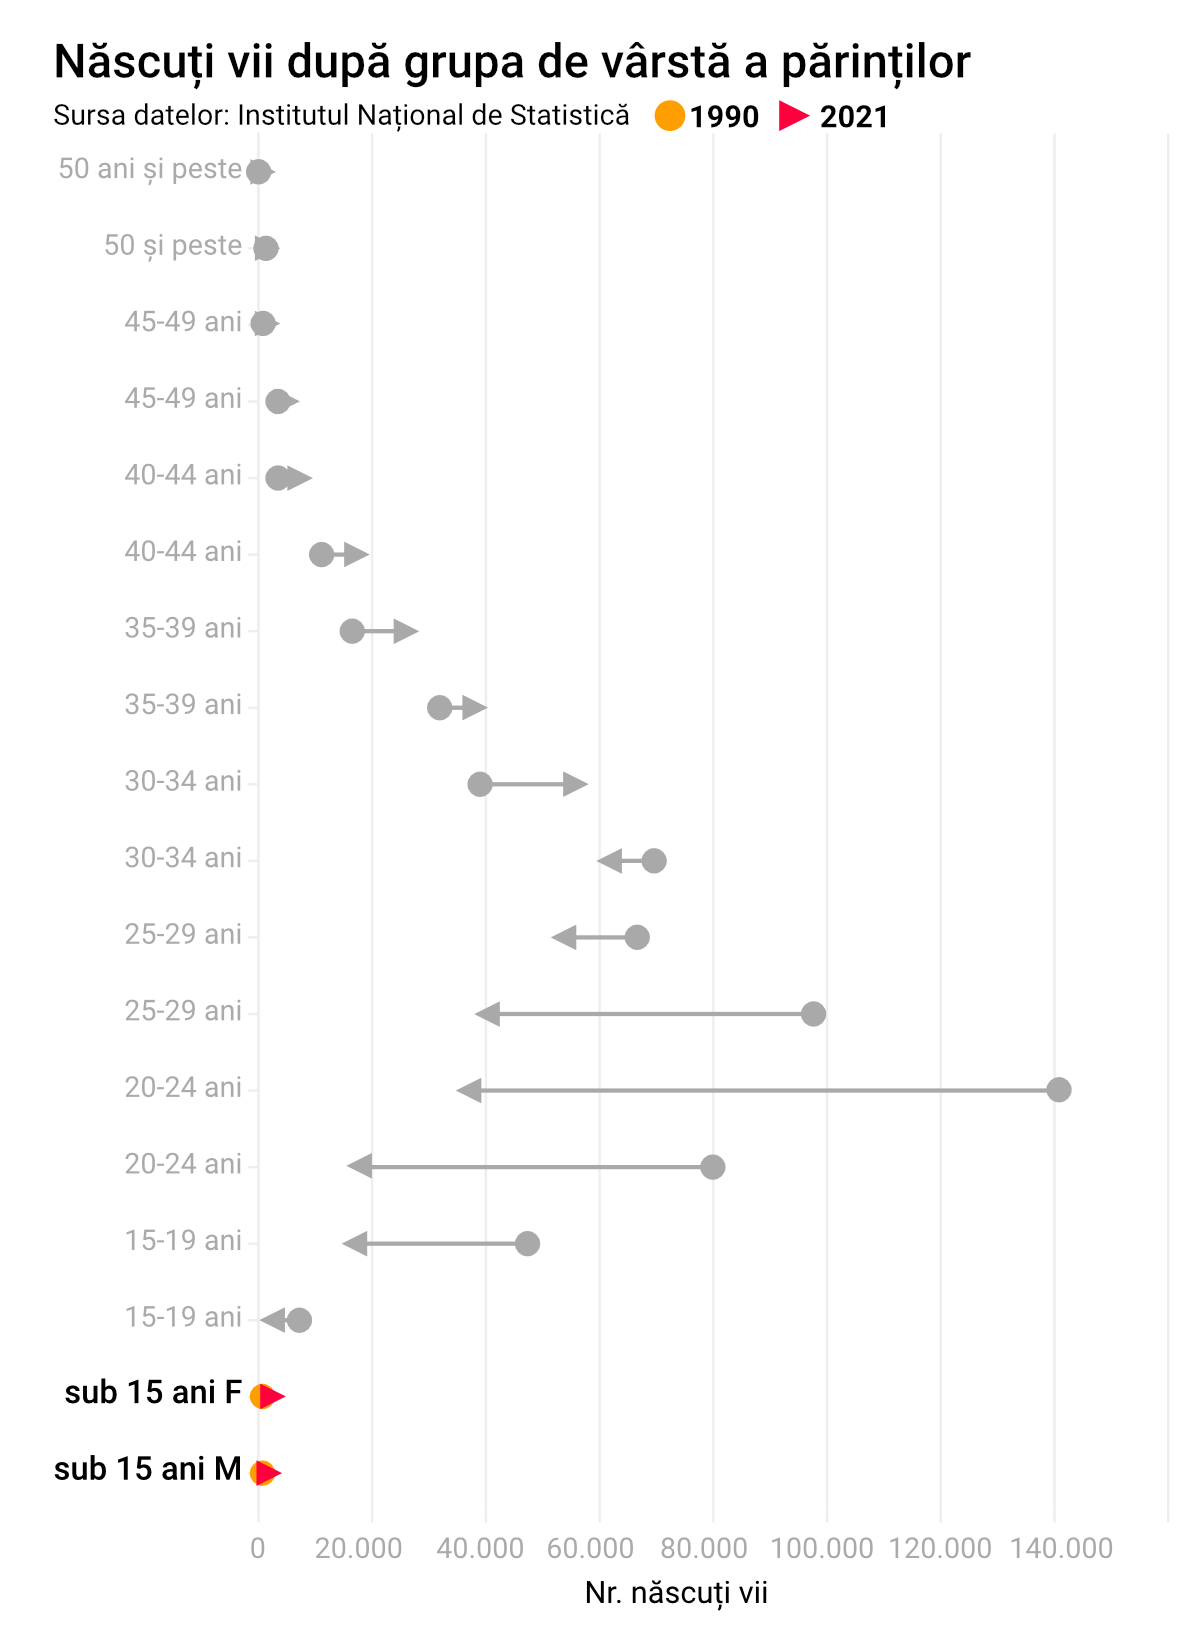 Născuți vii după grupa de vârstă a părinților
Sursa datelor: Institutul Național de Statistică 1990 2021
50 ani și peste
50 și peste
45-49 ani
45-49 ani
40-44 ani
40-44 ani
35-39 ani
35-39 ani
30-34 ani
30-34 ani
25-29 ani
25-29 ani
20-24 ani
20-24 ani
15-19 ani
15-19 ani
sub 15 ani F
sub 15 ani M
0 20.000 40.000 60.000 80.000 100.000 120.000 140.000
Nr. născuți vii